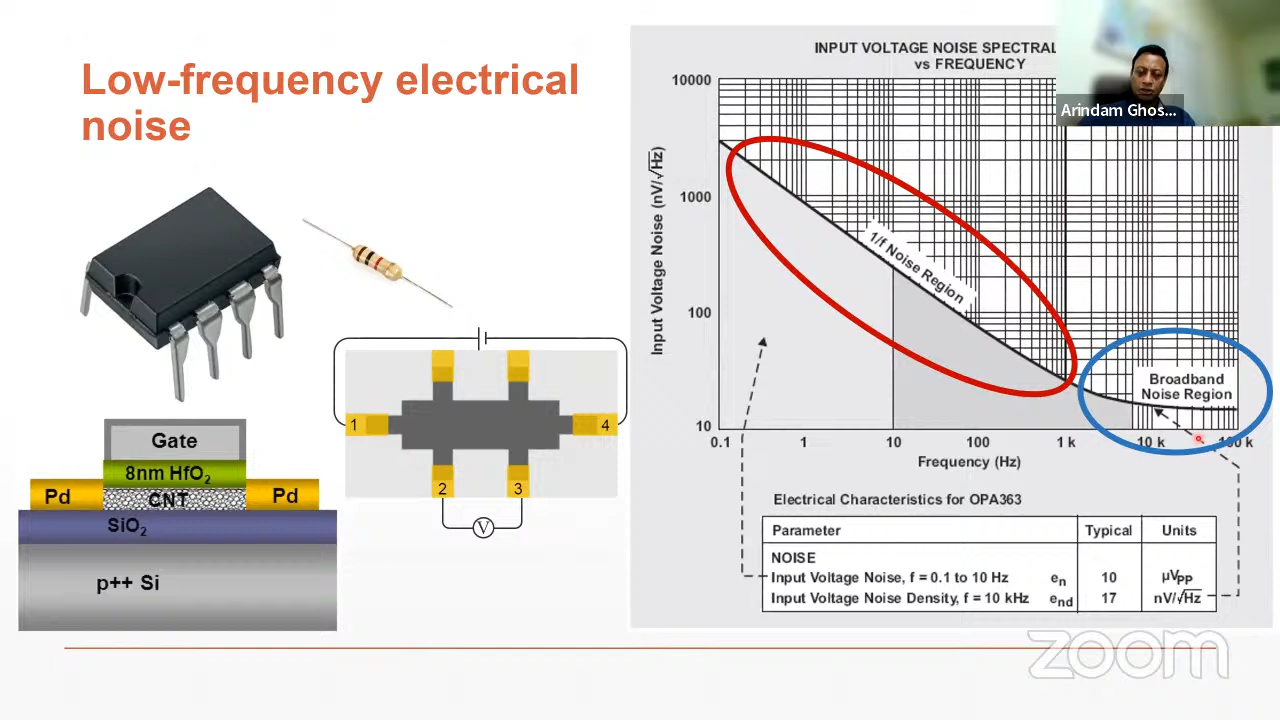 Low-frequency electrical
noise
Gate
8nm HfO₂
CNT
Pd
Pd
SiO₂
p++ Si
1
4
2
3
V
INPUT VOLTAGE NOISE SPECTRAL
vs FREQUENCY
Arindam Ghos...
Input Voltage Noise (nV/√Hz)
10000
1000
100
10
1/f Noise Region
Broadband
Noise Region
0.1
1
10
100
1 k
10 k
100 k
Frequency (Hz)
Electrical Characteristics for OPA363
Parameter Typical Units
NOISE
Input Voltage Noise, f = 0.1 to 10 Hz en 10 µVPP
Input Voltage Noise Density, f = 10 kHz end 17 nV/√Hz
zoom